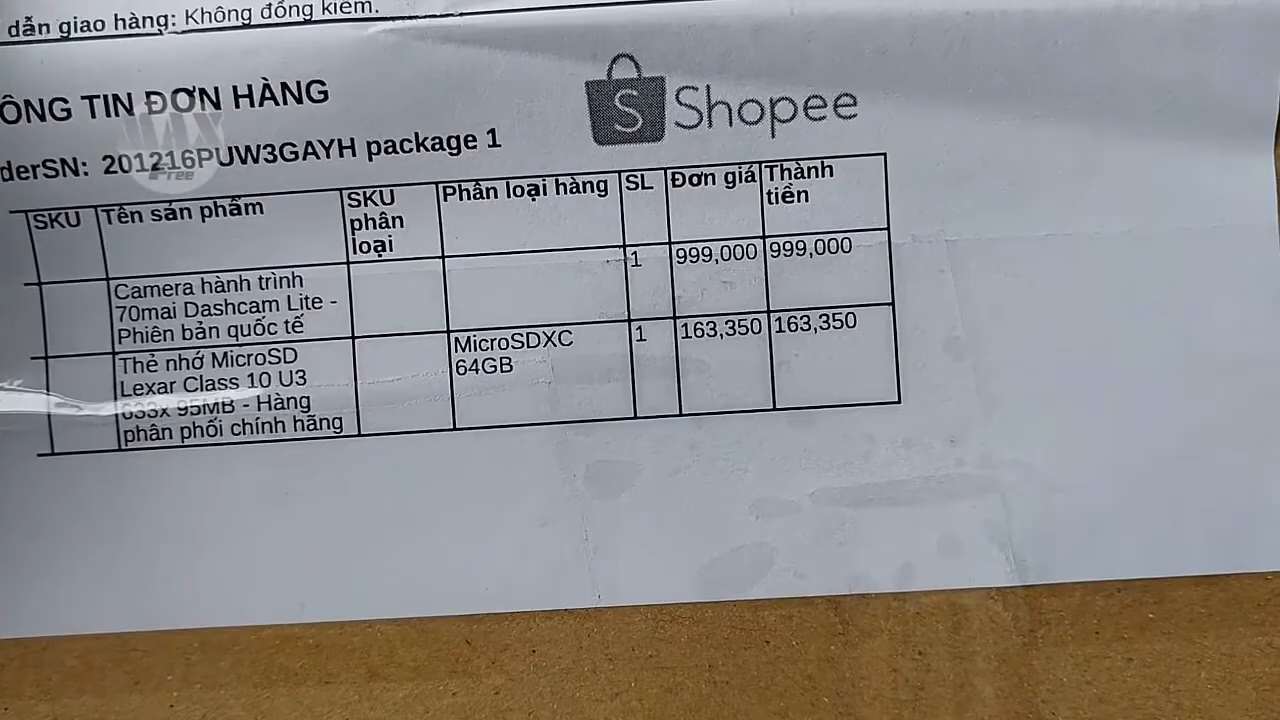 dẫn giao hàng: Không đồng kiểm.
ÔNG TIN ĐƠN HÀNG
S Shopee
derSN: 201216PUW3GAYH package 1
SKU Tên sản phẩm SKU phân loại Phân loại hàng SL Đơn giá Thành tiền
Camera hành trình
70mai Dashcam Lite -
Phiên bản quốc tế
1 999,000 999,000
Thẻ nhớ MicroSD
Lexar Class 10 U3
633x 95MB - Hàng
phân phối chính hãng
MicroSDXC
64GB
1 163,350 163,350
Free